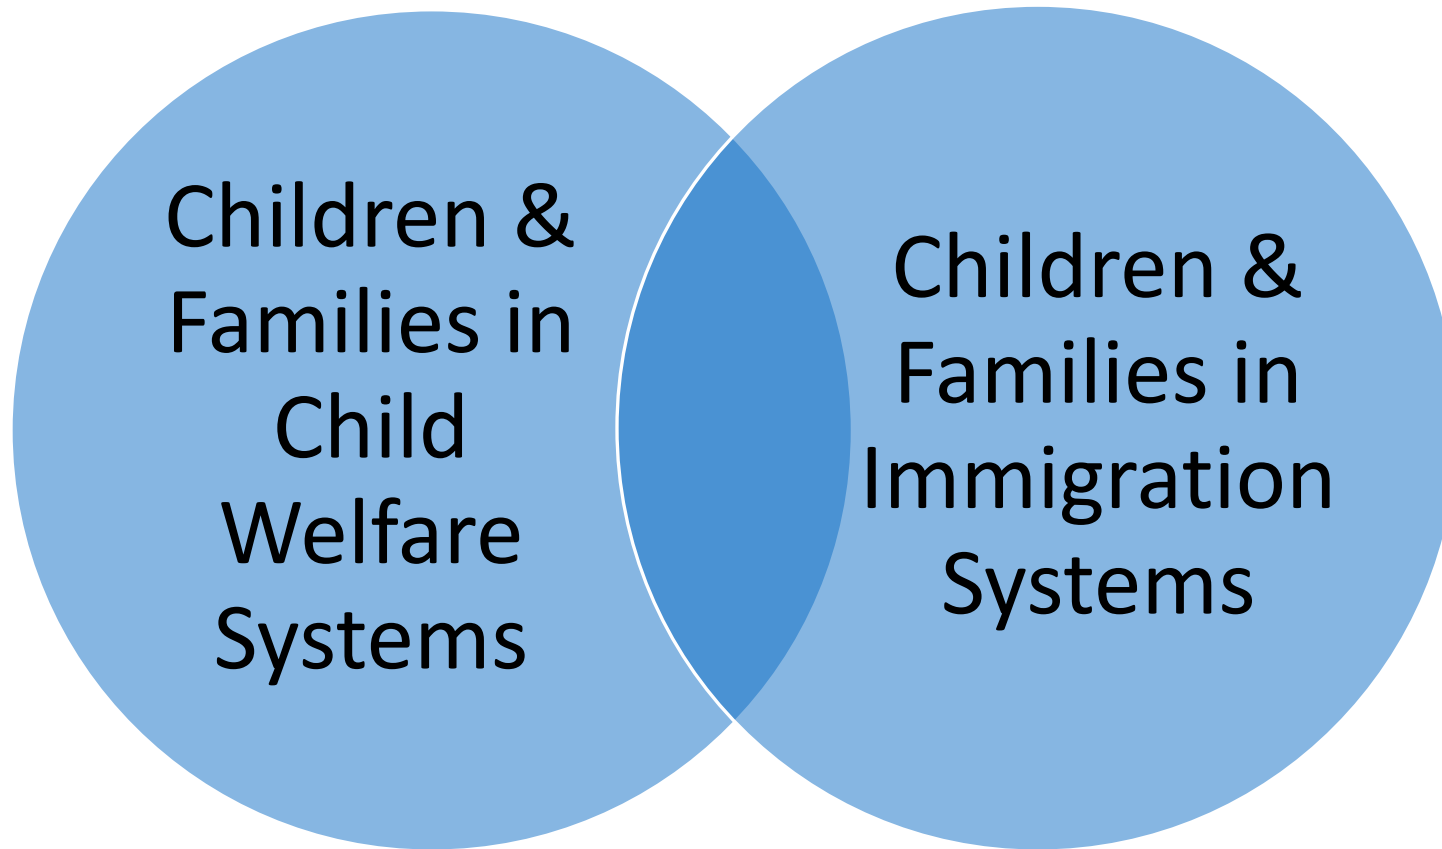 Children &
Families in
Child
Welfare
Systems
Children &
Families in
Immigration
Systems